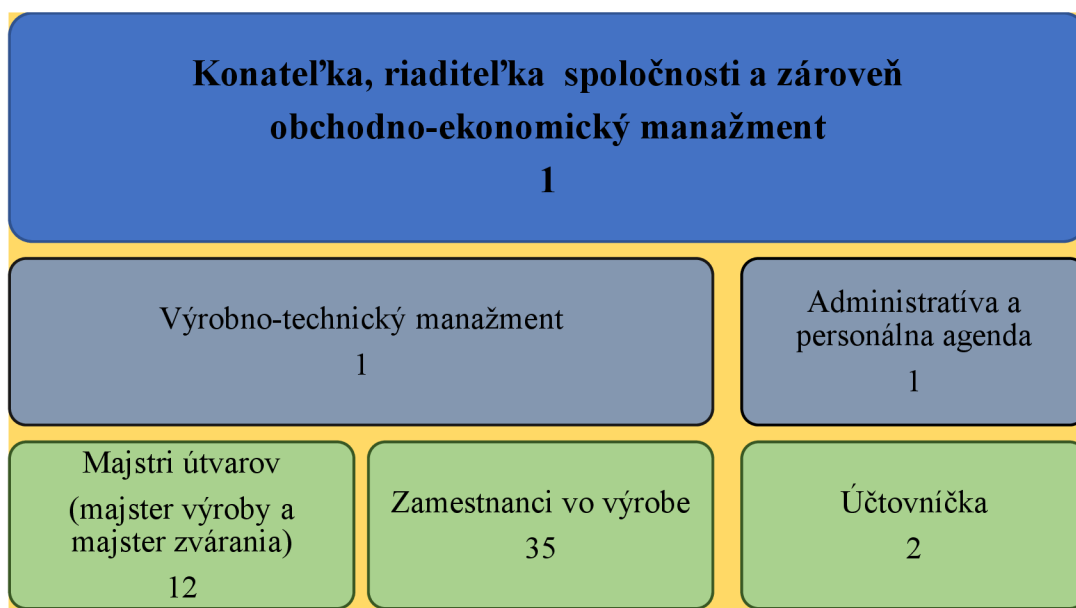 Konateľka, riaditeľka spoločnosti a zároveň
obchodno-ekonomický manažment
1
Výrobno-technický manažment
1
Administratíva a
personálna agenda
1
Majstri útvarov
(majster výroby a
majster zvárania)
12
Zamestnanci vo výrobe
35
Účtovníčka
2